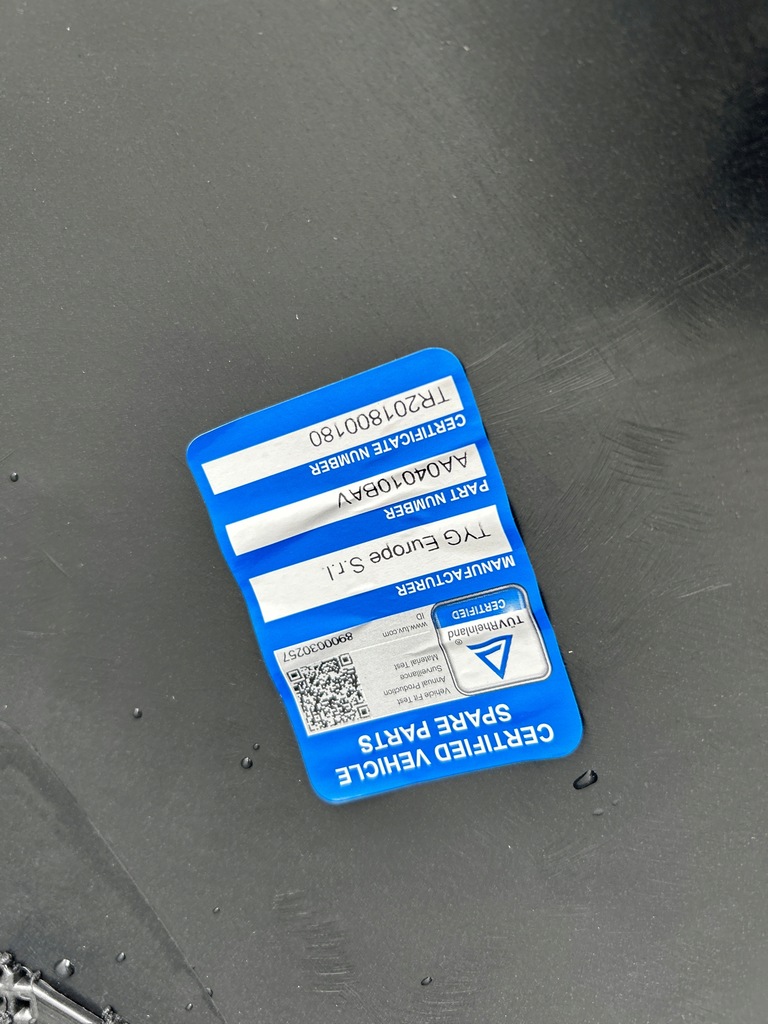 CERTIFIED VEHICLE
SPARE PARTS
TÜVRheinland®
CERTIFIED
Vehicle Fit Test
Annual Production
Surveillance
Material Test
www.tuv.com
ID 8900030257
MANUFACTURER
TYG Europe S.r.l.
PART NUMBER
AA04010BAV
CERTIFICATE NUMBER
TR201800180